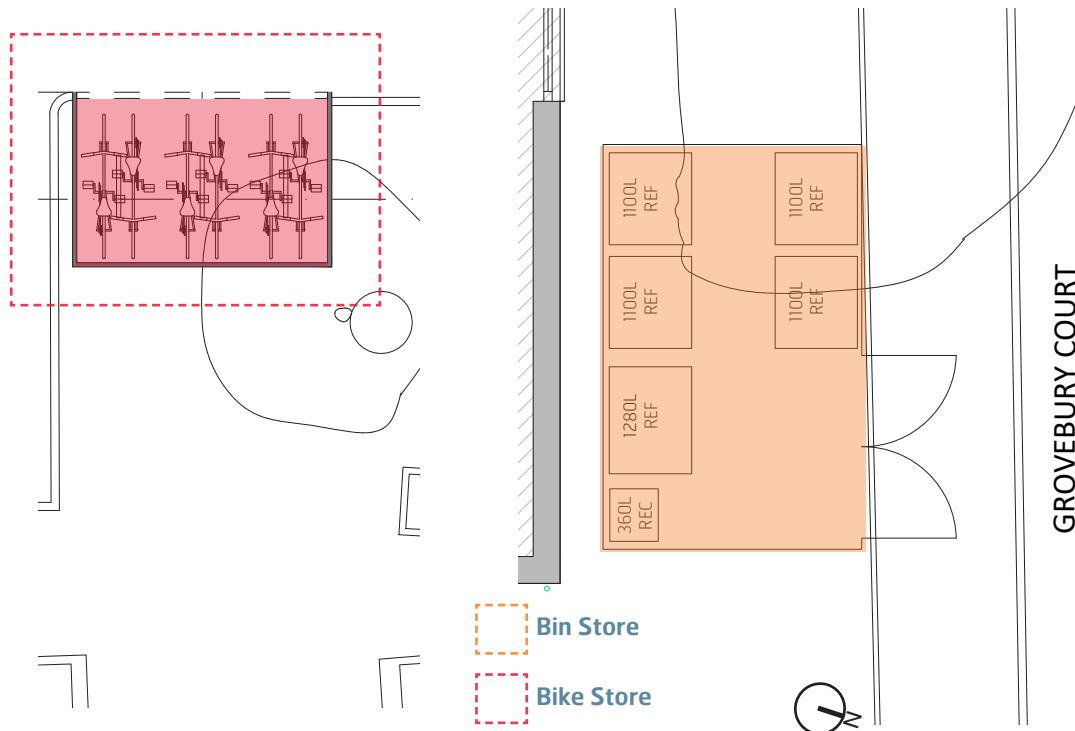 1100L
REF
1100L
REF
1100L
REF
1100L
REF
1280L
REF
360L
REC
GROVEBURY COURT
Bin Store
Bike Store
N